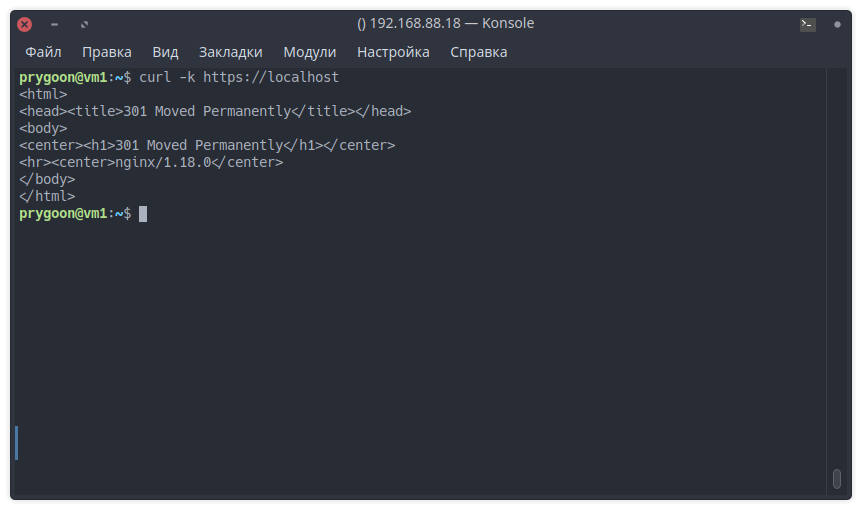 () 192.168.88.18 — Konsole
Файл Правка Вид Закладки Модули Настройка Справка
prygoon@vm1:~$ curl -k https://localhost
<html>
<head><title>301 Moved Permanently</title></head>
<body>
<center><h1>301 Moved Permanently</h1></center>
<hr><center>nginx/1.18.0</center>
</body>
</html>
prygoon@vm1:~$